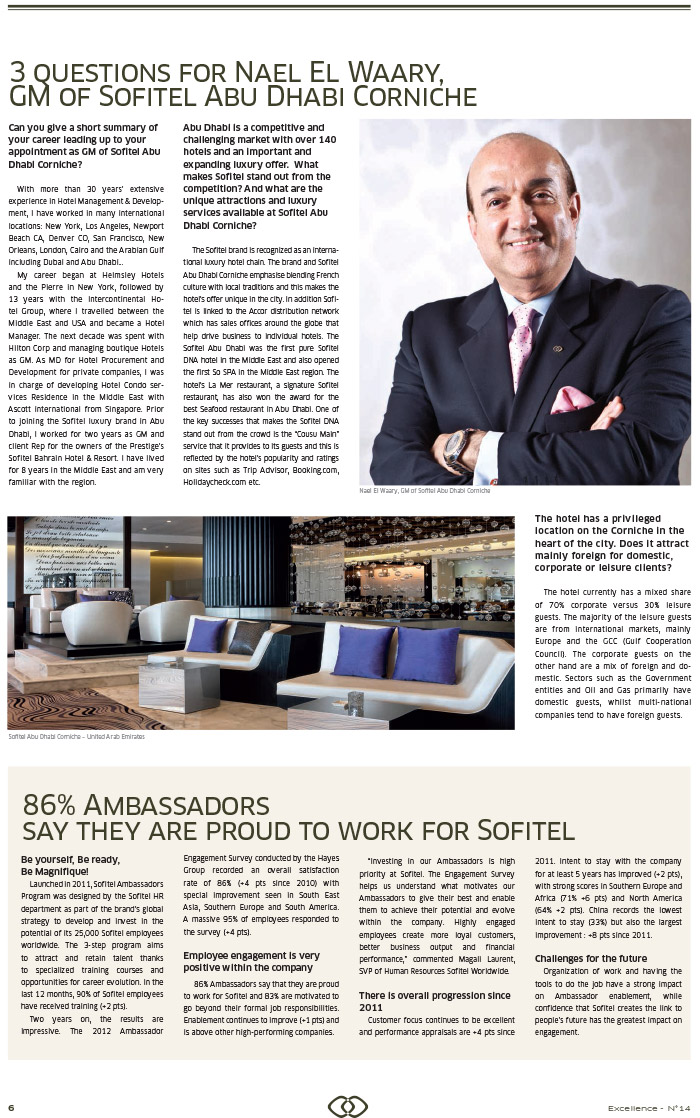 3 QUESTIONS FOR NAEL EL WAARY,
GM OF SOFITEL ABU DHABI CORNICHE
Can you give a short summary of
your career leading up to your
appointment as GM of Sofitel Abu
Dhabi Corniche?
With more than 30 years' extensive
experience in Hotel Management & Develop-
ment, I have worked in many international
locations: New York, Los Angeles, Newport
Beach CA, Denver CO, San Francisco, New
Orleans, London, Cairo and the Arabian Gulf
including Dubai and Abu Dhabi...
My career began at Helmsley Hotels
and the Pierre in New York, followed by
13 years with the Intercontinental Ho-
tel Group, where I travelled between the
Middle East and USA and became a Hotel
Manager. The next decade was spent with
Hilton Corp and managing boutique Hotels
as GM. As MD for Hotel Procurement and
Development for private companies, I was
in charge of developing Hotel Condo ser-
vices Residence in the Middle East with
Ascott International from Singapore. Prior
to joining the Sofitel luxury brand in Abu
Dhabi, I worked for two years as GM and
client Rep for the owners of the Prestige's
Sofitel Bahrain Hotel & Resort. I have lived
for 8 years in the Middle East and am very
familiar with the region.
Abu Dhabi is a competitive and
challenging market with over 140
hotels and an important and
expanding luxury offer. What
makes Sofitel stand out from the
competition? And what are the
unique attractions and luxury
services available at Sofitel Abu
Dhabi Corniche?
The Sofitel brand is recognized as an interna-
tional luxury hotel chain. The brand and Sofitel
Abu Dhabi Corniche emphasise blending French
culture with local traditions and this makes the
hotel's offer unique in the city. In addition Sofi-
tel is linked to the Accor distribution network
which has sales offices around the globe that
help drive business to individual hotels. The
Sofitel Abu Dhabi was the first pure Sofitel
DNA hotel in the Middle East and also opened
the first So SPA in the Middle East region. The
hotel's La Mer restaurant, a signature Sofitel
restaurant, has also won the award for the
best Seafood restaurant in Abu Dhabi. One of
the key successes that makes the Sofitel DNA
stand out from the crowd is the "Cousu Main"
service that it provides to its guests and this is
reflected by the hotel's popularity and ratings
on sites such as Trip Advisor, Booking.com,
Holidaycheck.com etc.
Nael El Waary, GM of Sofitel Abu Dhabi Corniche
Sofitel Abu Dhabi Corniche – United Arab Emirates
The hotel has a privileged
location on the Corniche in the
heart of the city. Does it attract
mainly foreign for domestic,
corporate or leisure clients?
The hotel currently has a mixed share
of 70% corporate versus 30% leisure
guests. The majority of the leisure guests
are from international markets, mainly
Europe and the GCC (Gulf Cooperation
Council). The corporate guests on the
other hand are a mix of foreign and do-
mestic. Sectors such as the Government
entities and Oil and Gas primarily have
domestic guests, whilst multi-national
companies tend to have foreign guests.
86% AMBASSADORS
SAY THEY ARE PROUD TO WORK FOR SOFITEL
Be yourself, Be ready,
Be Magnifique!
Launched in 2011, Sofitel Ambassadors
Program was designed by the Sofitel HR
department as part of the brand's global
strategy to develop and invest in the
potential of its 25,000 Sofitel employees
worldwide. The 3-step program aims
to attract and retain talent thanks
to specialized training courses and
opportunities for career evolution. In the
last 12 months, 90% of Sofitel employees
have received training (+2 pts).
Two years on, the results are
impressive. The 2012 Ambassador
Engagement Survey conducted by the Hayes
Group recorded an overall satisfaction
rate of 86% (+4 pts since 2010) with
special improvement seen in South East
Asia, Southern Europe and South America.
A massive 95% of employees responded to
the survey (+4 pts).
Employee engagement is very
positive within the company
86% Ambassadors say that they are proud
to work for Sofitel and 83% are motivated to
go beyond their formal job responsibilities.
Enablement continues to improve (+1 pts) and
is above other high-performing companies.
"Investing in our Ambassadors is high
priority at Sofitel. The Engagement Survey
helps us understand what motivates our
Ambassadors to give their best and enable
them to achieve their potential and evolve
within the company. Highly engaged
employees create more loyal customers,
better business output and financial
performance," commented Magali Laurent,
SVP of Human Resources Sofitel Worldwide.
There is overall progression since
2011
Customer focus continues to be excellent
and performance appraisals are +4 pts since
2011. Intent to stay with the company
for at least 5 years has improved (+2 pts),
with strong scores in Southern Europe and
Africa (71% +6 pts) and North America
(64% +2 pts). China records the lowest
intent to stay (33%) but also the largest
improvement : +8 pts since 2011.
Challenges for the future
Organization of work and having the
tools to do the job have a strong impact
on Ambassador enablement, while
confidence that Sofitel creates the link to
people's future has the greatest impact on
engagement.
6
Excellence - N°14